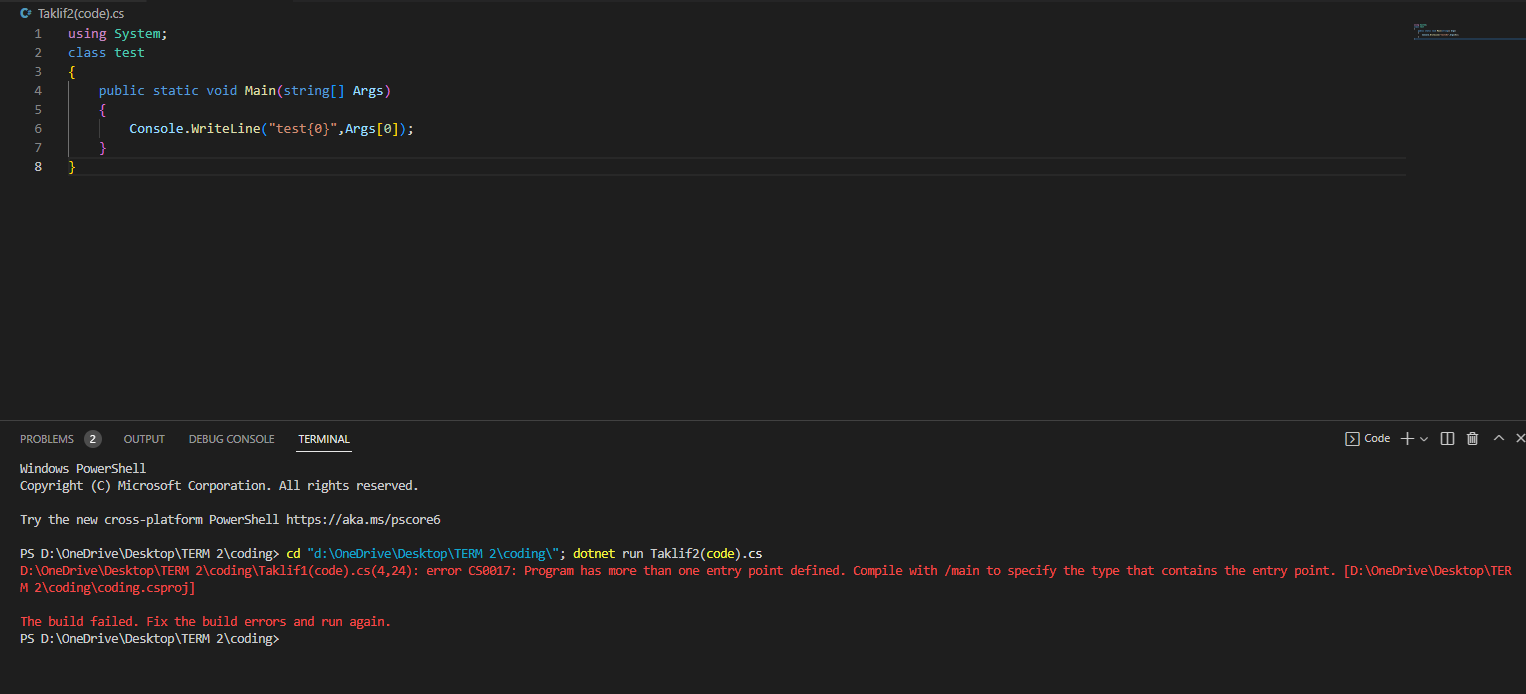 C# Taklif2(code).cs
1 using System;
2 class test
3 {
4     public static void Main(string[] Args)
5     {
6         Console.WriteLine("test{0}",Args[0]);
7     }
8 }
PROBLEMS 2 OUTPUT DEBUG CONSOLE TERMINAL Code
Windows PowerShell
Copyright (C) Microsoft Corporation. All rights reserved.
Try the new cross-platform PowerShell https://aka.ms/pscore6
PS D:\OneDrive\Desktop\TERM 2\coding> cd "d:\OneDrive\Desktop\TERM 2\coding\"; dotnet run Taklif2(code).cs
D:\OneDrive\Desktop\TERM 2\coding\Taklif1(code).cs(4,24): error CS0017: Program has more than one entry point defined. Compile with /main to specify the type that contains the entry point. [D:\OneDrive\Desktop\TER
M 2\coding\coding.csproj]
The build failed. Fix the build errors and run again.
PS D:\OneDrive\Desktop\TERM 2\coding>